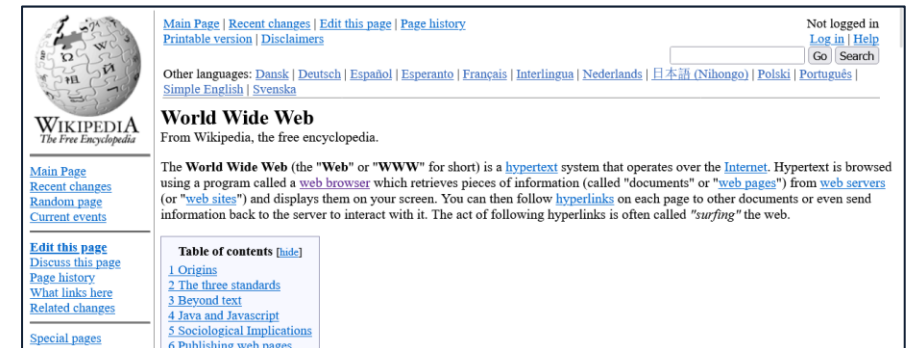 Main Page | Recent changes | Edit this page | Page history
Printable version | Disclaimers
Not logged in
Log in | Help
Go Search
Other languages: Dansk | Deutsch | Español | Esperanto | Français | Interlingua | Nederlands | 日本語 (Nihongo) | Polski | Português |
Simple English | Svenska
WIKIPEDIA
The Free Encyclopedia
Main Page
Recent changes
Random page
Current events
Edit this page
Discuss this page
Page history
What links here
Related changes
Special pages
World Wide Web
From Wikipedia, the free encyclopedia.
The World Wide Web (the "Web" or "WWW" for short) is a hypertext system that operates over the Internet. Hypertext is browsed
using a program called a web browser which retrieves pieces of information (called "documents" or "web pages") from web servers
(or "web sites") and displays them on your screen. You can then follow hyperlinks on each page to other documents or even send
information back to the server to interact with it. The act of following hyperlinks is often called "surfing" the web.
Table of contents [hide]
1 Origins
2 The three standards
3 Beyond text
4 Java and Javascript
5 Sociological Implications
6 Publishing web pages